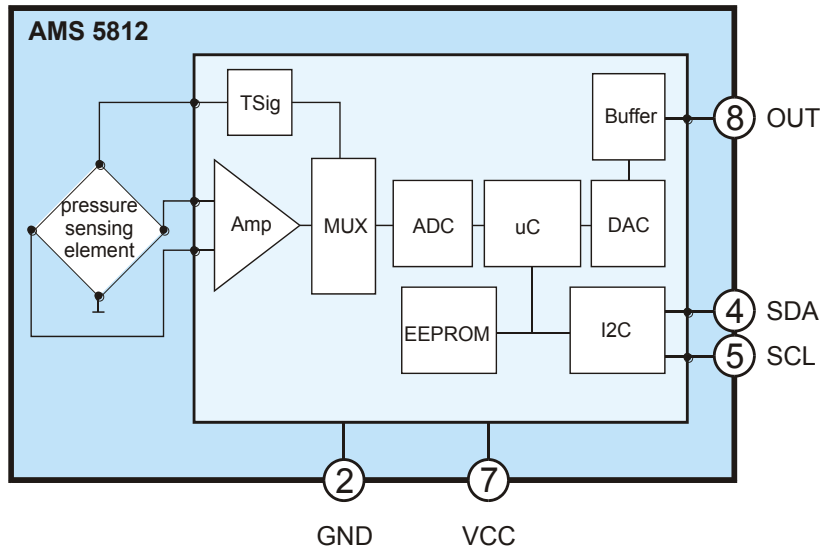 AMS 5812
TSig
Buffer
8 OUT
pressure
sensing
element
Amp
MUX
ADC
uC
DAC
EEPROM
I2C
4 SDA
5 SCL
2
7
GND
VCC